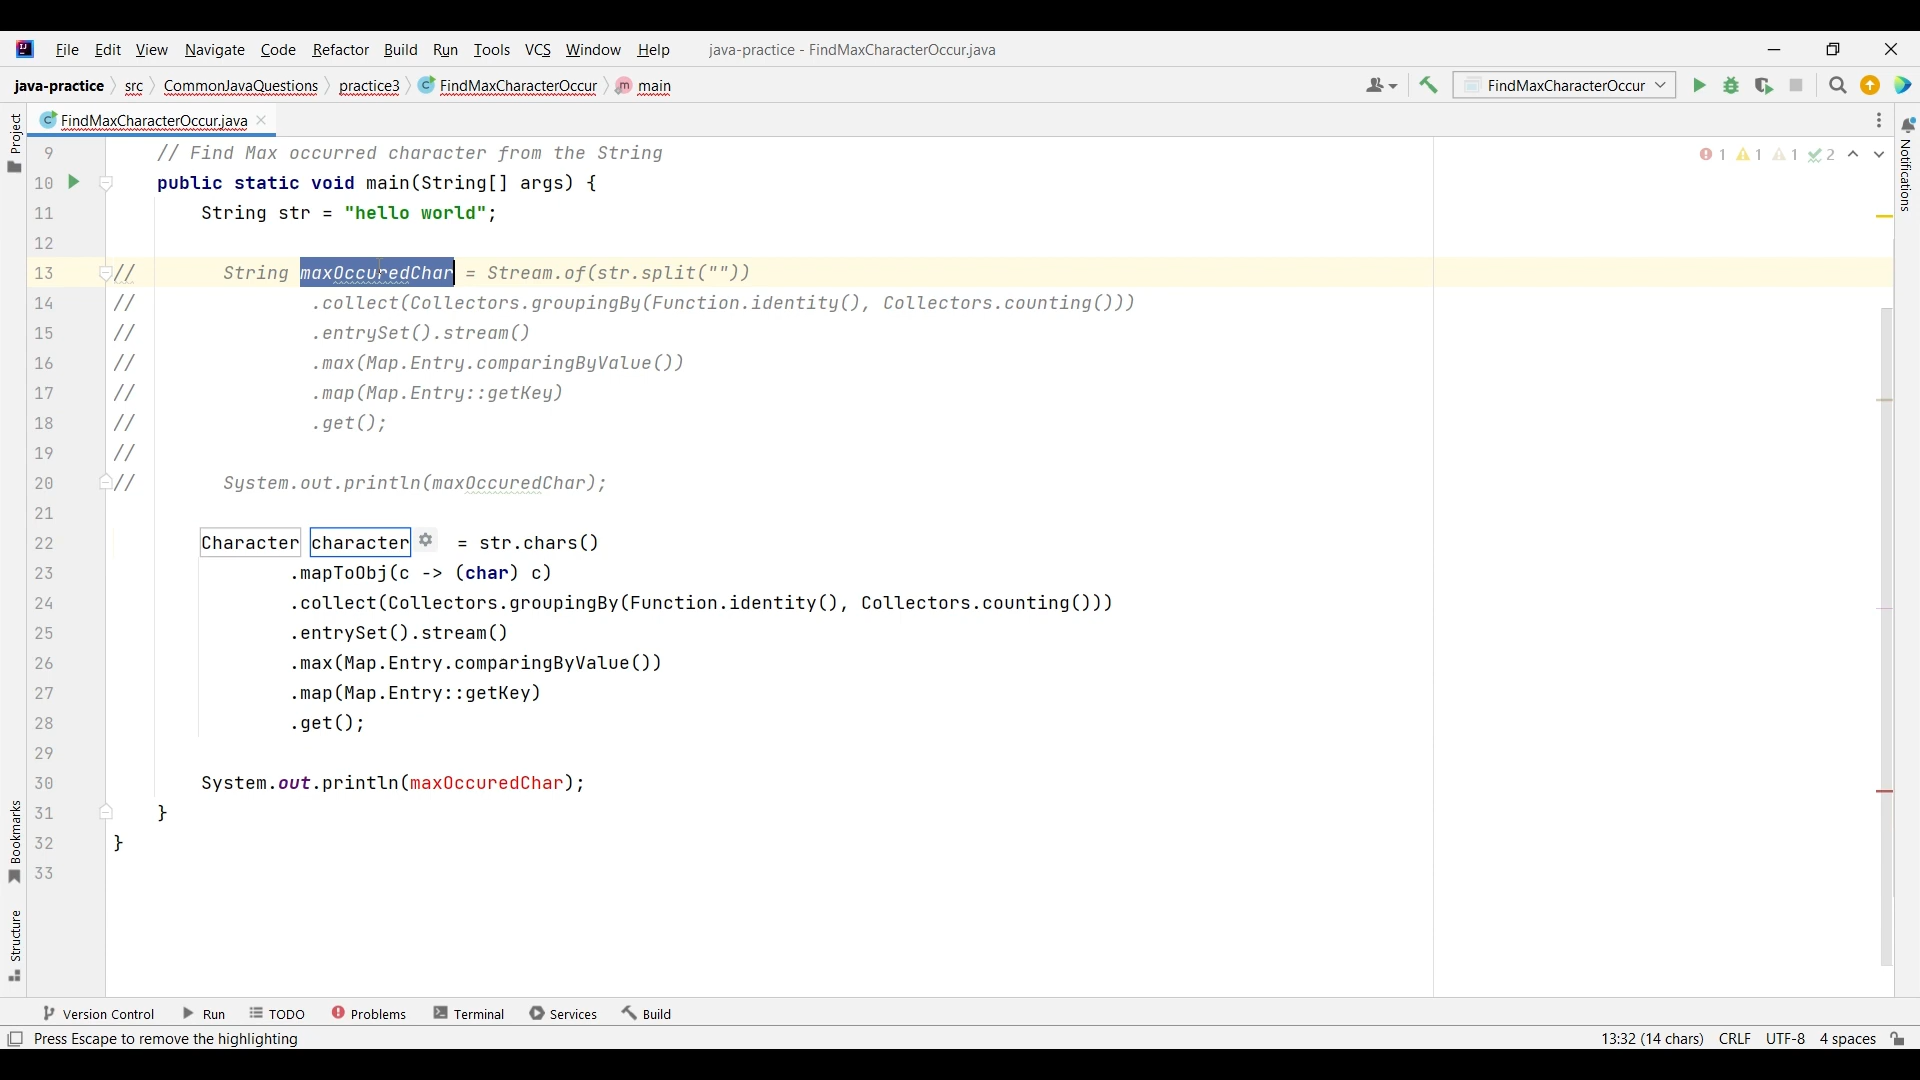 File Edit View Navigate Code Refactor Build Run Tools VCS Window Help java-practice - FindMaxCharacterOccur.java
java-practice src CommonJavaQuestions practice3 FindMaxCharacterOccur main FindMaxCharacterOccur
FindMaxCharacterOccur.java
Project
Notifications
Bookmarks
Structure
1 1 1 2
9 // Find Max occurred character from the String
10 public static void main(String[] args) {
11 String str = "hello world";
12
13 // String maxOccuredChar = Stream.of(str.split(""))
14 // .collect(Collectors.groupingBy(Function.identity(), Collectors.counting()))
15 // .entrySet().stream()
16 // .max(Map.Entry.comparingByValue())
17 // .map(Map.Entry::getKey)
18 // .get();
19 //
20 // System.out.println(maxOccuredChar);
21
22 Character character = str.chars()
23 .mapToObj(c -> (char) c)
24 .collect(Collectors.groupingBy(Function.identity(), Collectors.counting()))
25 .entrySet().stream()
26 .max(Map.Entry.comparingByValue())
27 .map(Map.Entry::getKey)
28 .get();
29
30 System.out.println(maxOccuredChar);
31 }
32 }
33
Version Control Run TODO Problems Terminal Services Build
Press Escape to remove the highlighting 13:32 (14 chars) CRLF UTF-8 4 spaces